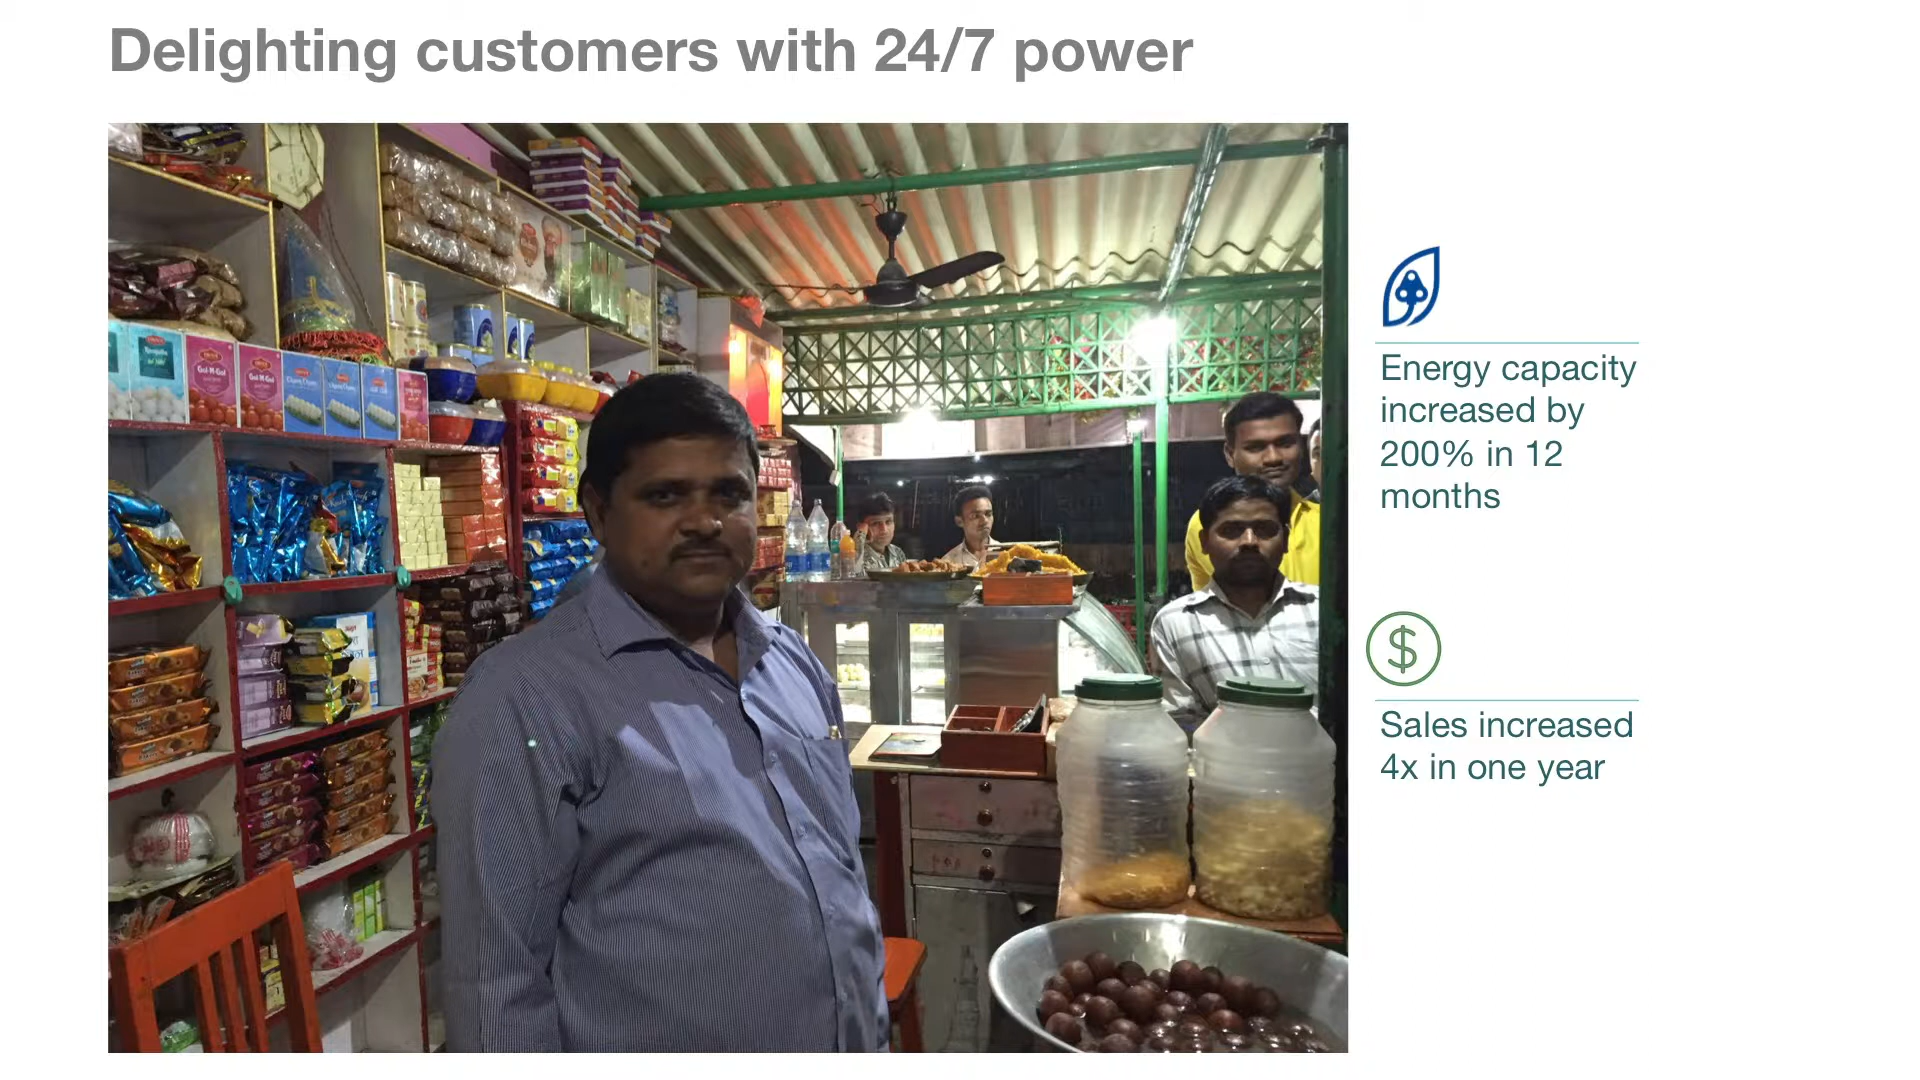 Delighting customers with 24/7 power
Energy capacity
increased by
200% in 12
months
$
Sales increased
4x in one year